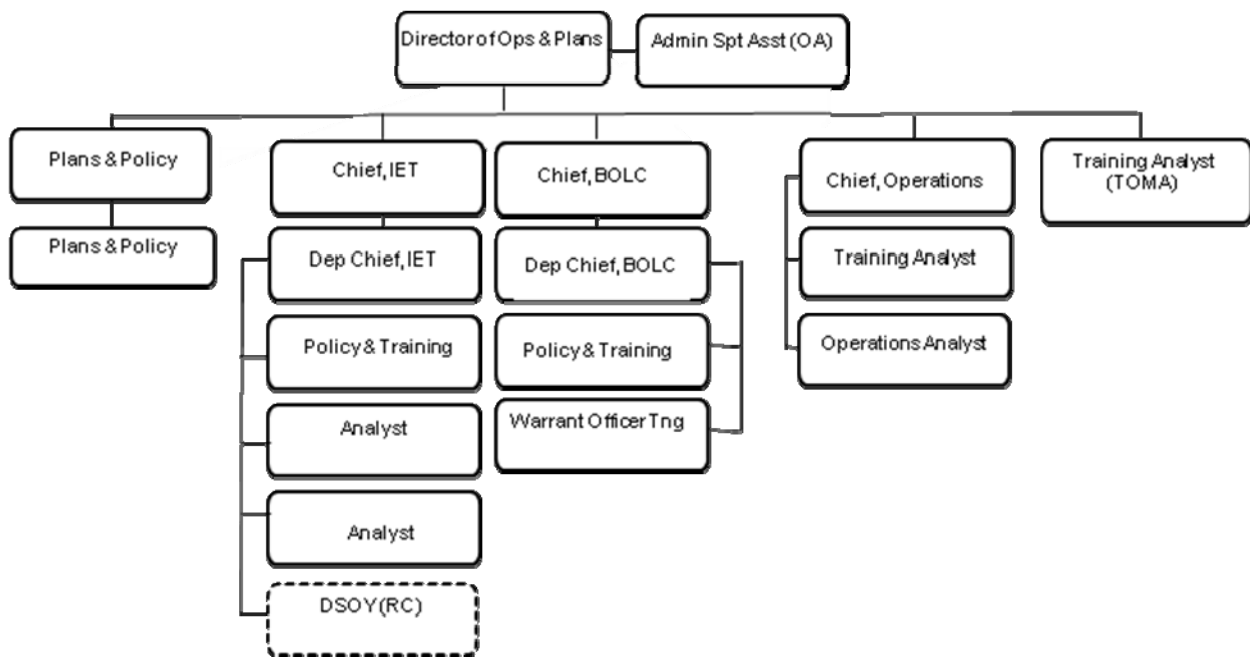 Director of Ops & Plans
Admin Spt Asst (OA)
Plans & Policy
Chief, IET
Chief, BOLC
Chief, Operations
Training Analyst
(TOMA)
Plans & Policy
Dep Chief, IET
Dep Chief, BOLC
Training Analyst
Policy & Training
Policy & Training
Operations Analyst
Analyst
Warrant Officer Tng
Analyst
DSOY (RC)